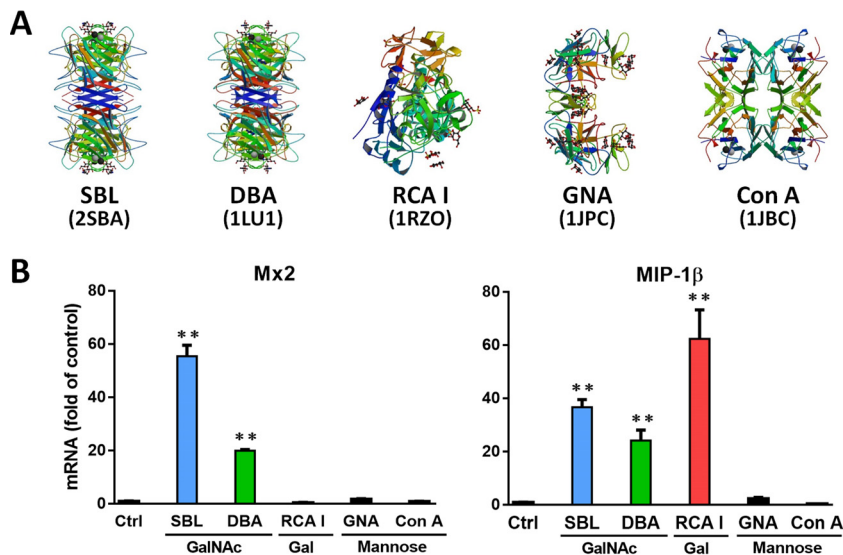 A
SBL
(2SBA)
DBA
(1LU1)
RCA I
(1RZO)
GNA
(1JPC)
Con A
(1JBC)
B
Mx2
mRNA (fold of control)
80
60
40
20
0
**
**
Ctrl SBL DBA RCA I GNA Con A
GalNAc Gal Mannose
MIP-1β
80
60
40
20
0
**
**
**
Ctrl SBL DBA RCA I GNA Con A
GalNAc Gal Mannose